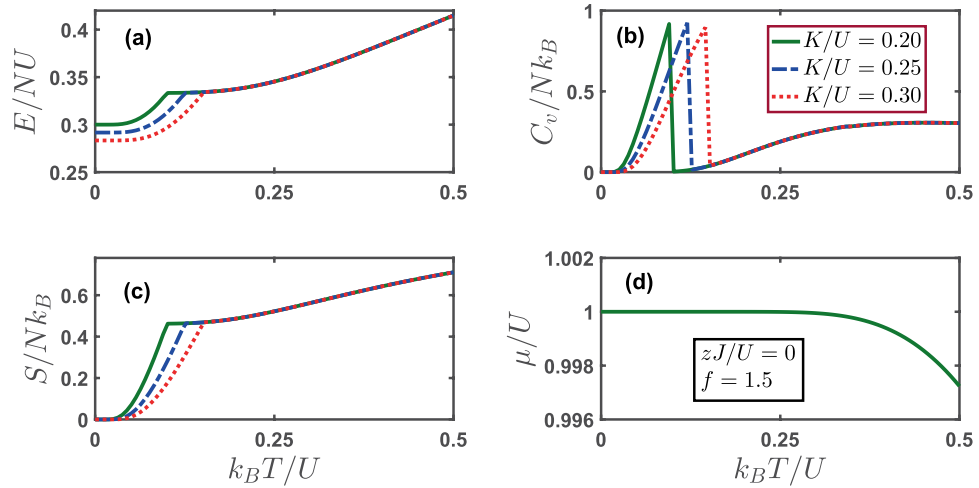 (a)
E/NU
0.4
0.35
0.3
0.25
0
0.25
0.5
(b)
K/U = 0.20
K/U = 0.25
K/U = 0.30
C_v/Nk_B
1
0.5
0
0
0.25
0.5
(c)
S/Nk_B
0.6
0.4
0.2
0
0
0.25
0.5
k_BT/U
(d)
μ/U
1.002
1
0.998
0.996
zJ/U = 0
f = 1.5
0
0.25
0.5
k_BT/U